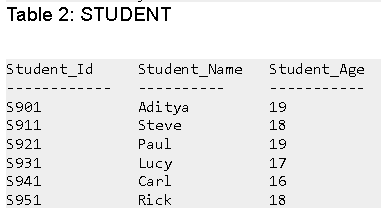 Table 2: STUDENT
Student_Id Student_Name Student_Age
------------ ---------- -----------
S901 Aditya 19
S911 Steve 18
S921 Paul 19
S931 Lucy 17
S941 Carl 16
S951 Rick 18